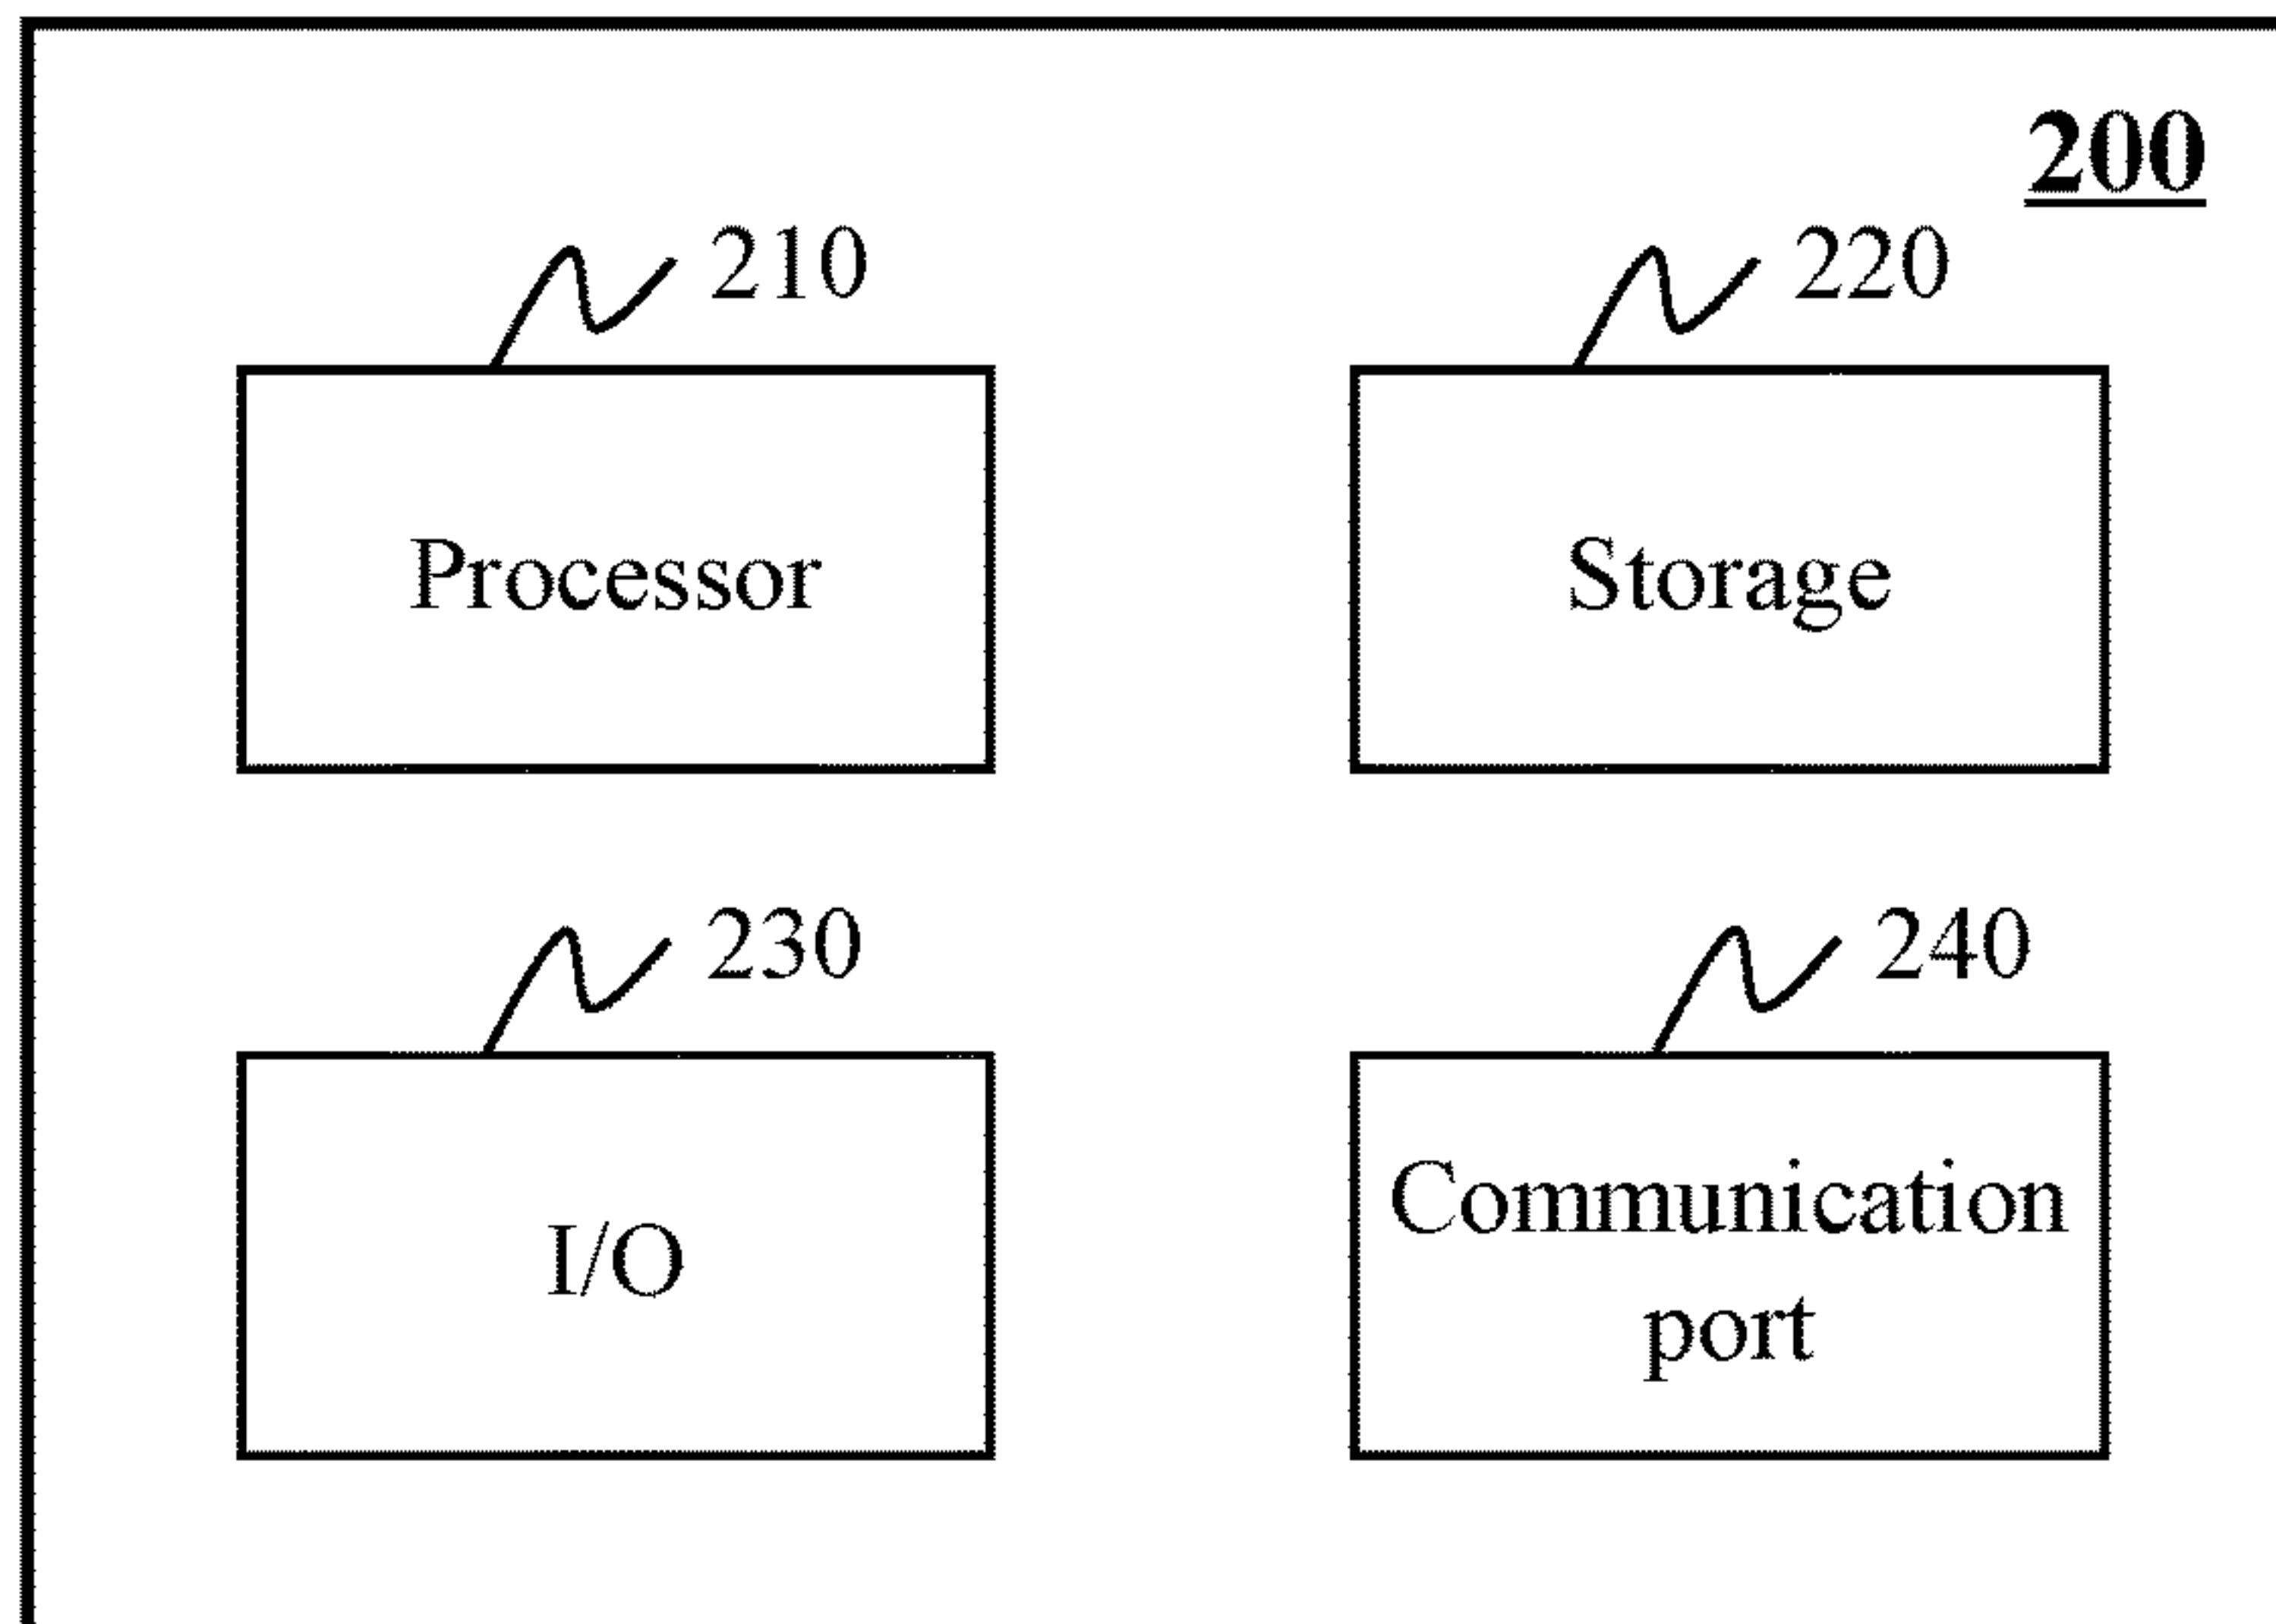 200
210
220
Processor
Storage
230
240
I/O
Communication
port